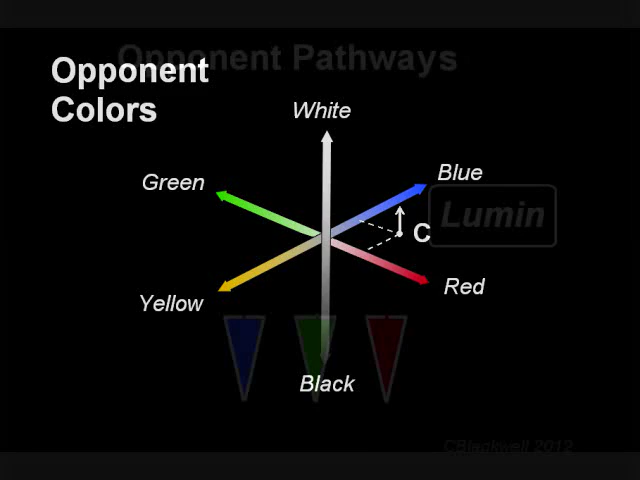 Opponent Pathways
Opponent
Colors
White
Green
Blue
Lumin
C
Red
Yellow
Black
CBlackwell 2012